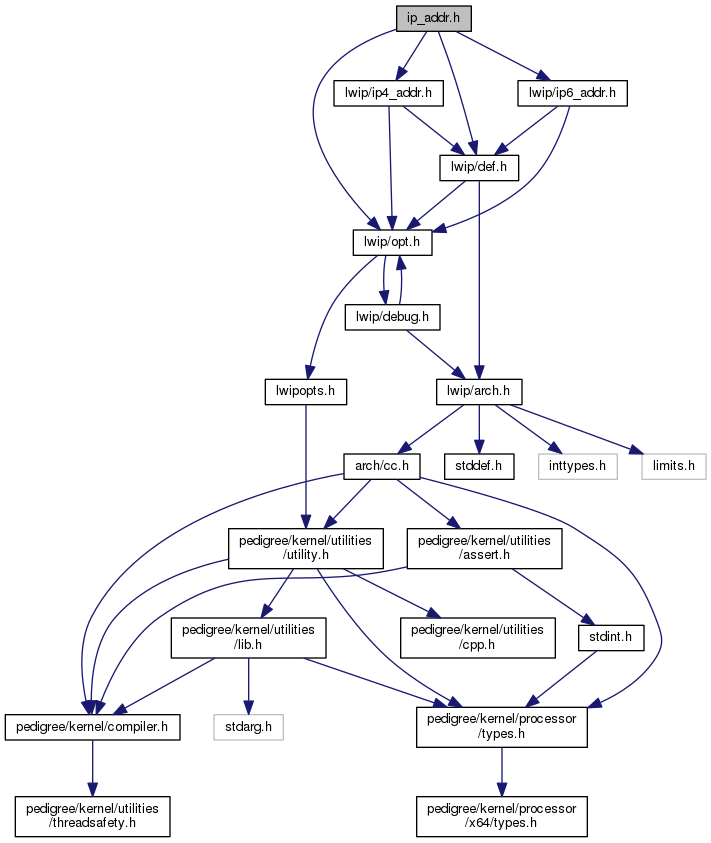 ip_addr.h
lwip/ip4_addr.h
lwip/ip6_addr.h
lwip/def.h
lwip/opt.h
lwip/debug.h
lwipopts.h
lwip/arch.h
arch/cc.h
stddef.h
inttypes.h
limits.h
pedigree/kernel/utilities
/utility.h
pedigree/kernel/utilities
/assert.h
pedigree/kernel/utilities
/lib.h
pedigree/kernel/utilities
/cpp.h
stdint.h
pedigree/kernel/compiler.h
stdarg.h
pedigree/kernel/processor
/types.h
pedigree/kernel/utilities
/threadsafety.h
pedigree/kernel/processor
/x64/types.h